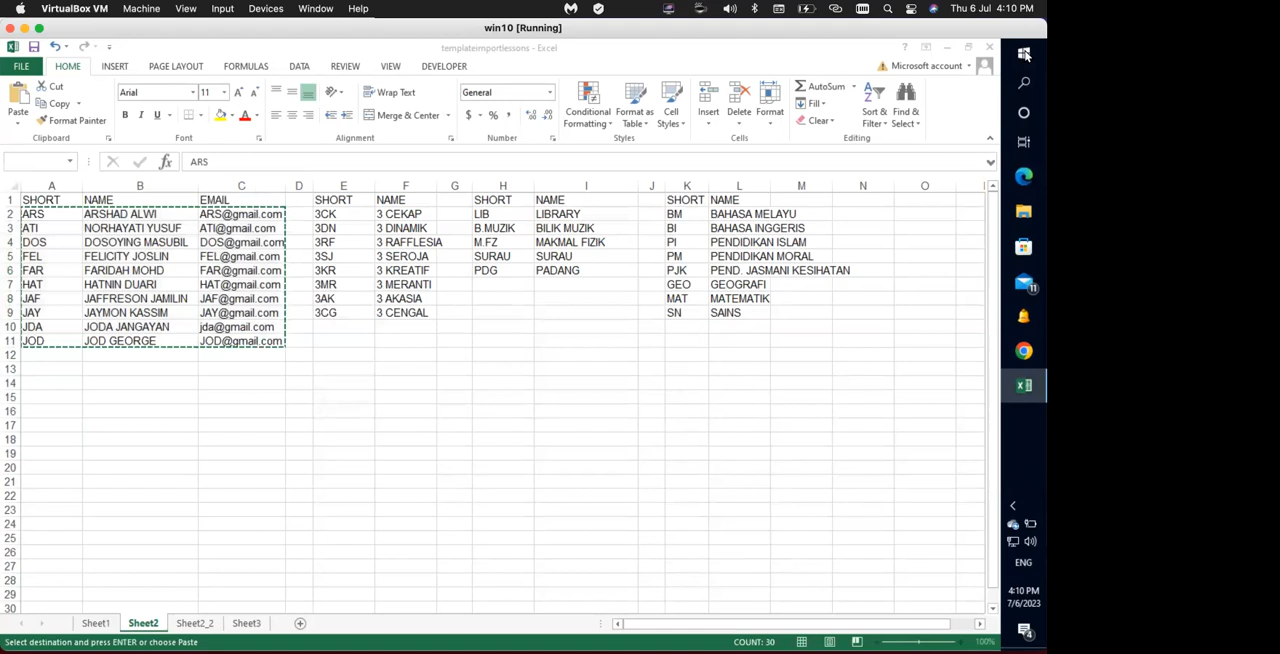 VirtualBox VM Machine View Input Devices Window Help Thu 6 Jul 4:10 PM
win10 [Running]
templateimportlessons - Excel
FILE HOME INSERT PAGE LAYOUT FORMULAS DATA REVIEW VIEW DEVELOPER Microsoft account
Paste Cut Copy Format Painter Clipboard
Arial 11 B I U A Font
Wrap Text Merge & Center Alignment
General $ % , Number
Conditional Formatting Format as Table Cell Styles Styles
Insert Delete Format Cells
AutoSum Fill Clear Sort & Filter Find & Select Editing
fx ARS
A B C D E F G H I J K L M N O
1 SHORT NAME EMAIL SHORT NAME SHORT NAME SHORT NAME
2 ARS ARSHAD ALWI ARS@gmail.com 3CK 3 CEKAP LIB LIBRARY BM BAHASA MELAYU
3 ATI NORHAYATI YUSUF ATI@gmail.com 3DN 3 DINAMIK B.MUZIK BILIK MUZIK BI BAHASA INGGERIS
4 DOS DOSOYING MASUBIL DOS@gmail.com 3RF 3 RAFFLESIA M.FZ MAKMAL FIZIK PI PENDIDIKAN ISLAM
5 FEL FELICITY JOSLIN FEL@gmail.com 3SJ 3 SEROJA SURAU SURAU PM PENDIDIKAN MORAL
6 FAR FARIDAH MOHD FAR@gmail.com 3KR 3 KREATIF PDG PADANG PJK PEND. JASMANI KESIHATAN
7 HAT HATNIN DUARI HAT@gmail.com 3MR 3 MERANTI GEO GEOGRAFI
8 JAF JAFFRESON JAMILIN JAF@gmail.com 3AK 3 AKASIA MAT MATEMATIK
9 JAY JAYMON KASSIM JAY@gmail.com 3CG 3 CENGAL SN SAINS
10 JDA JODA JANGAYAN jda@gmail.com
11 JOD JOD GEORGE JOD@gmail.com
12
13
14
15
16
17
18
19
20
21
22
23
24
25
26
27
28
29
30
Sheet1 Sheet2 Sheet2_2 Sheet3
Select destination and press ENTER or choose Paste COUNT: 30 100%
11
ENG
4:10 PM
7/6/2023
4